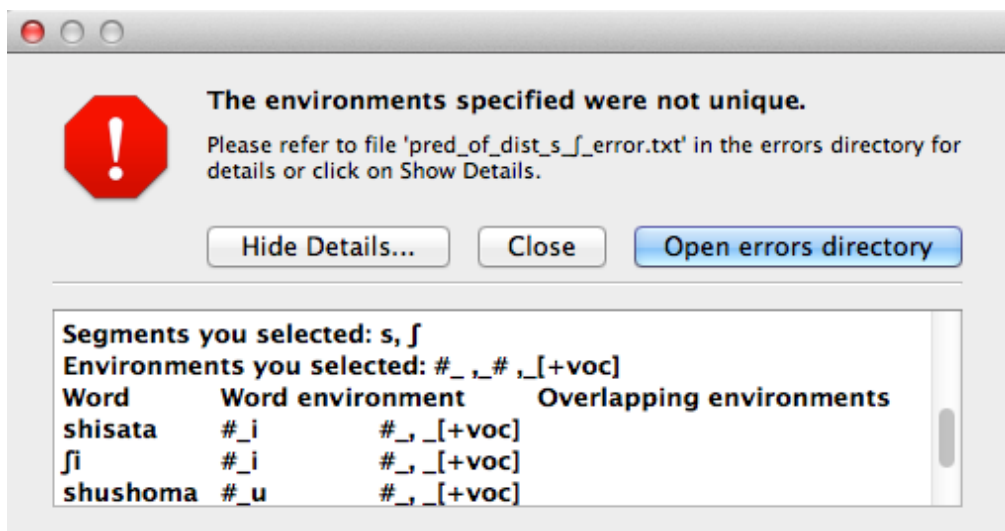 The environments specified were not unique.
Please refer to file 'pred_of_dist_s_ʃ_error.txt' in the errors directory for
details or click on Show Details.
Hide Details... Close Open errors directory
Segments you selected: s, ʃ
Environments you selected: #_ ,_# ,_[+voc]
Word Word environment Overlapping environments
shisata #_i #_, _[+voc]
ʃi #_i #_, _[+voc]
shushoma #_u #_, _[+voc]